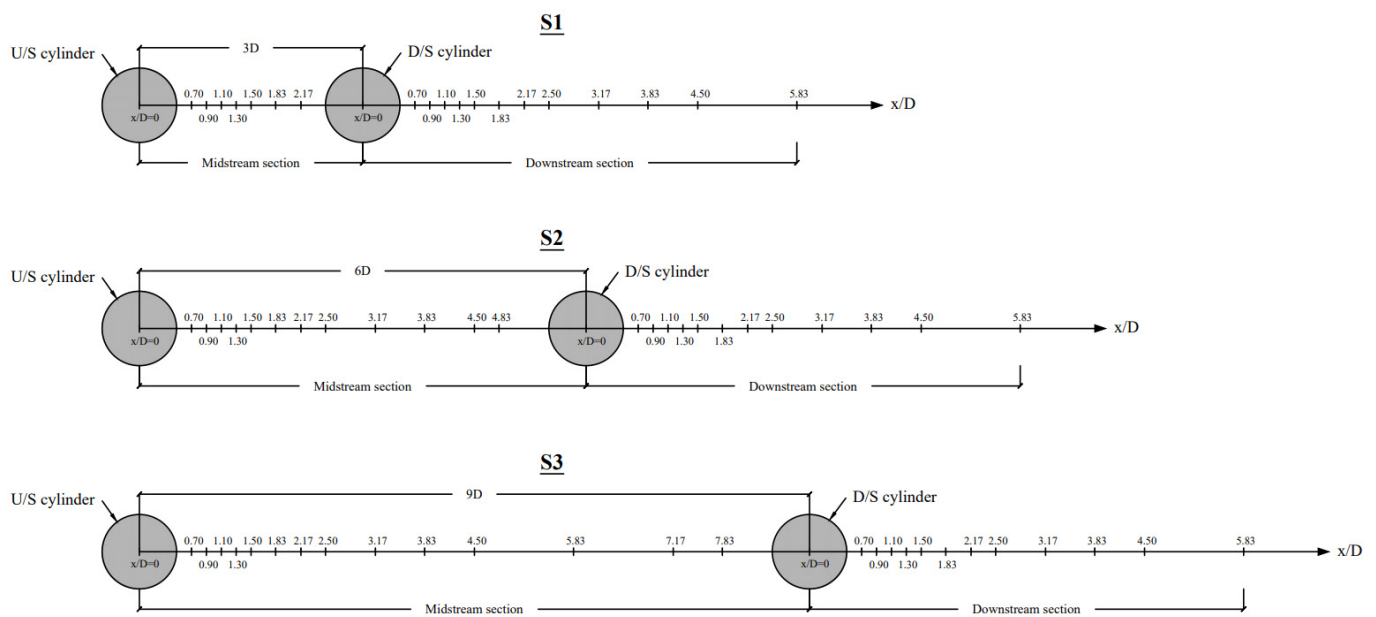 S1
U/S cylinder
3D
D/S cylinder
0.70 1.10 1.50 1.83 2.17
0.70 1.10 1.50 2.17 2.50 3.17 3.83 4.50 5.83
x/D
x/D=0
0.90 1.30
x/D=0
0.90 1.30 1.83
Midstream section
Downstream section
S2
U/S cylinder
6D
D/S cylinder
0.70 1.10 1.50 1.83 2.17 2.50 3.17 3.83 4.50 4.83
0.70 1.10 1.50 2.17 2.50 3.17 3.83 4.50 5.83
x/D
x/D=0
0.90 1.30
x/D=0
0.90 1.30 1.83
Midstream section
Downstream section
S3
U/S cylinder
9D
D/S cylinder
0.70 1.10 1.50 1.83 2.17 2.50 3.17 3.83 4.50 5.83 7.17 7.83
0.70 1.10 1.50 2.17 2.50 3.17 3.83 4.50 5.83
x/D
x/D=0
0.90 1.30
x/D=0
0.90 1.30 1.83
Midstream section
Downstream section